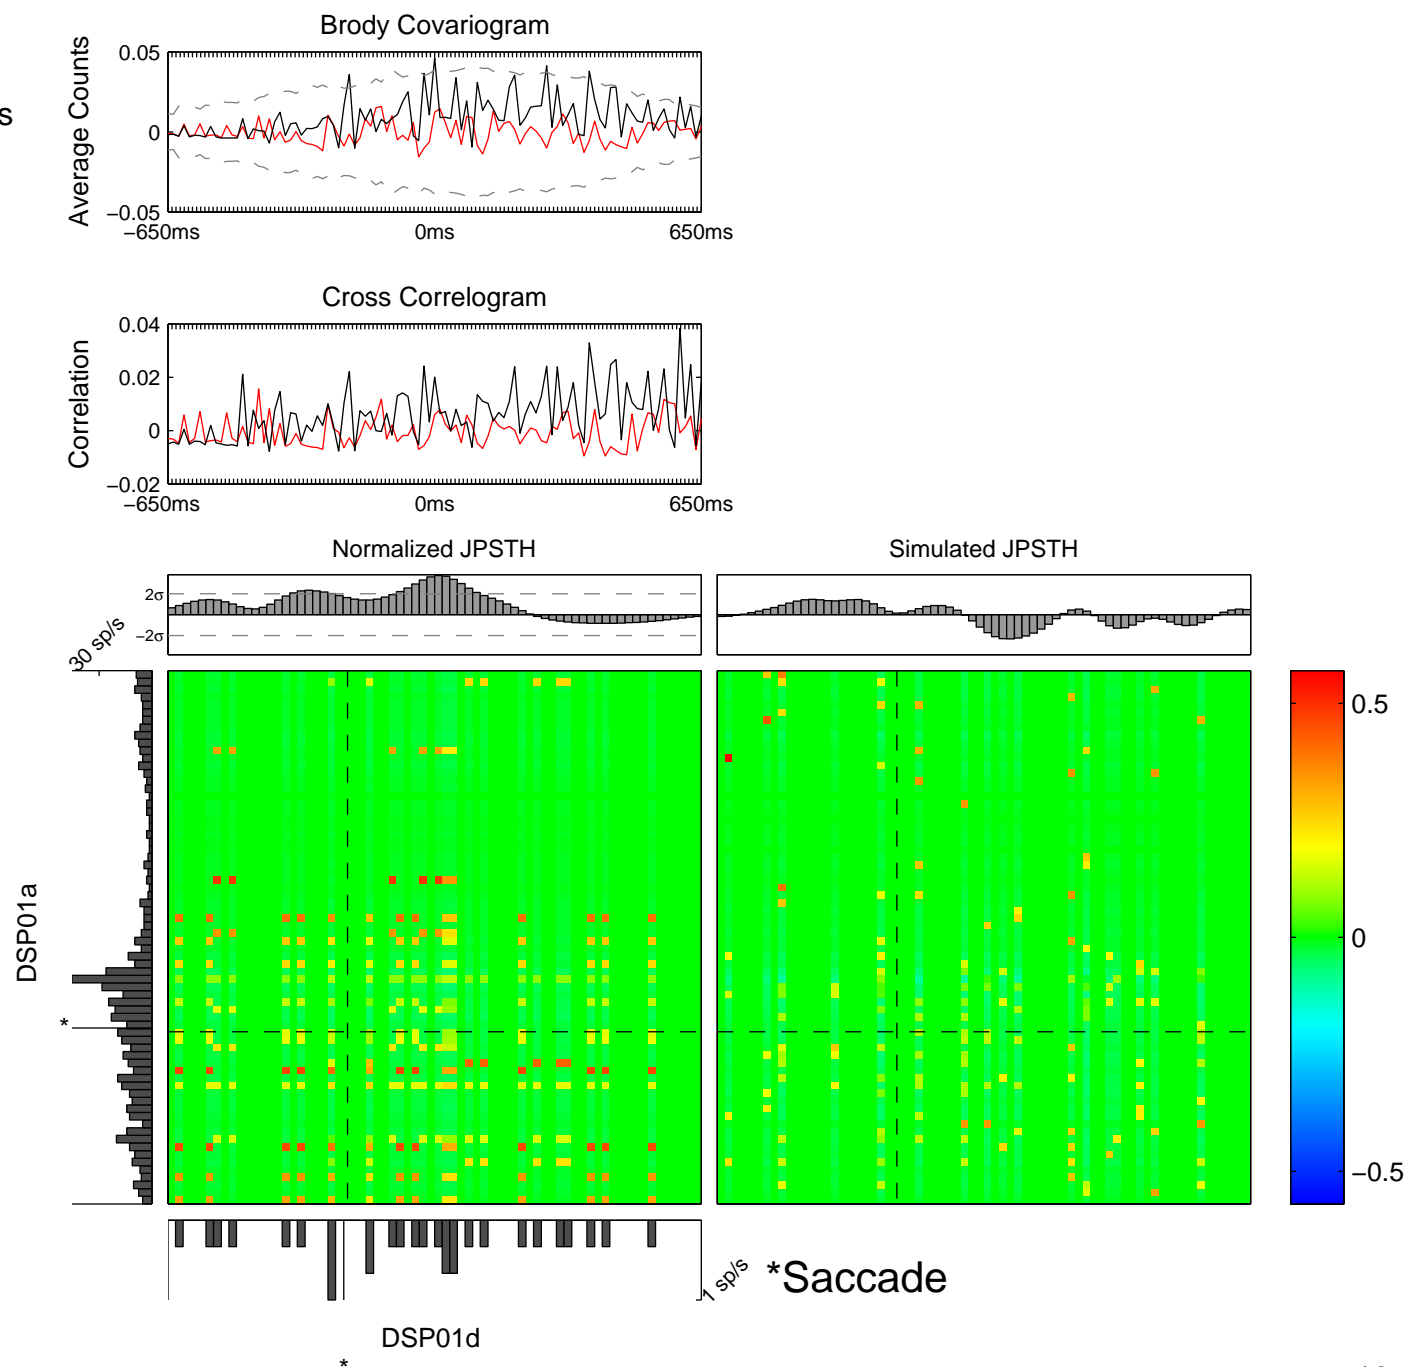 Brody Covariogram
s
Average Counts
0.05
0
−0.05
−650ms 0ms 650ms
Cross Correlogram
Correlation
0.04
0.02
0
−0.02
−650ms 0ms 650ms
Normalized JPSTH
Simulated JPSTH
2σ
−2σ
30 sp/s
DSP01a
*
0.5
0
−0.5
1 sp/s
*Saccade
DSP01d
*